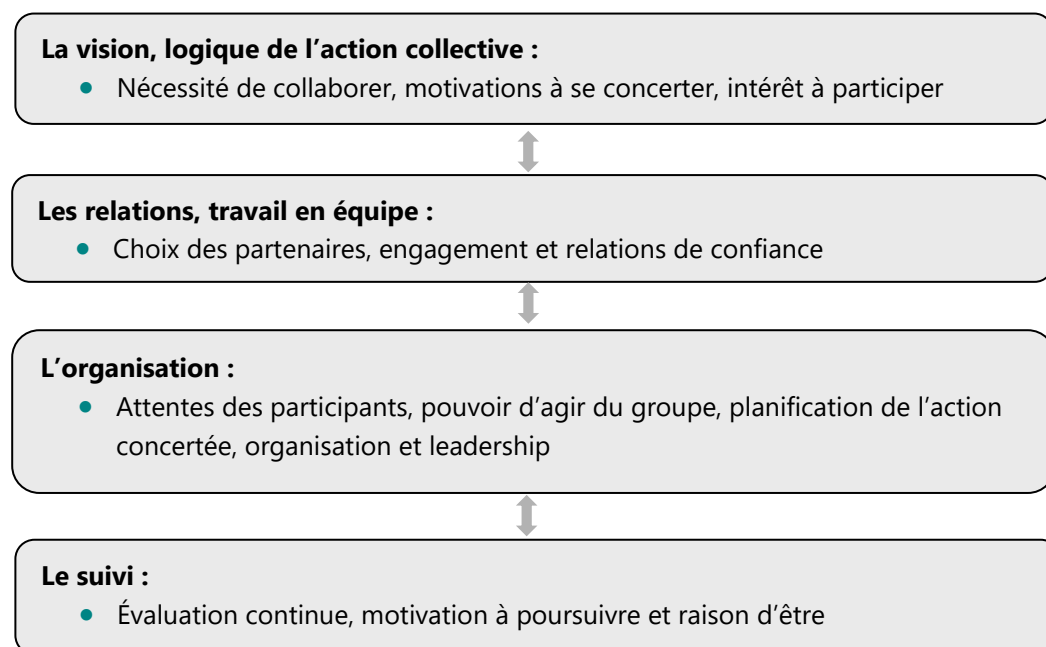 La vision, logique de l’action collective :
• Nécessité de collaborer, motivations à se concerter, intérêt à participer
Les relations, travail en équipe :
• Choix des partenaires, engagement et relations de confiance
L’organisation :
• Attentes des participants, pouvoir d’agir du groupe, planification de l’action
concertée, organisation et leadership
Le suivi :
• Évaluation continue, motivation à poursuivre et raison d’être